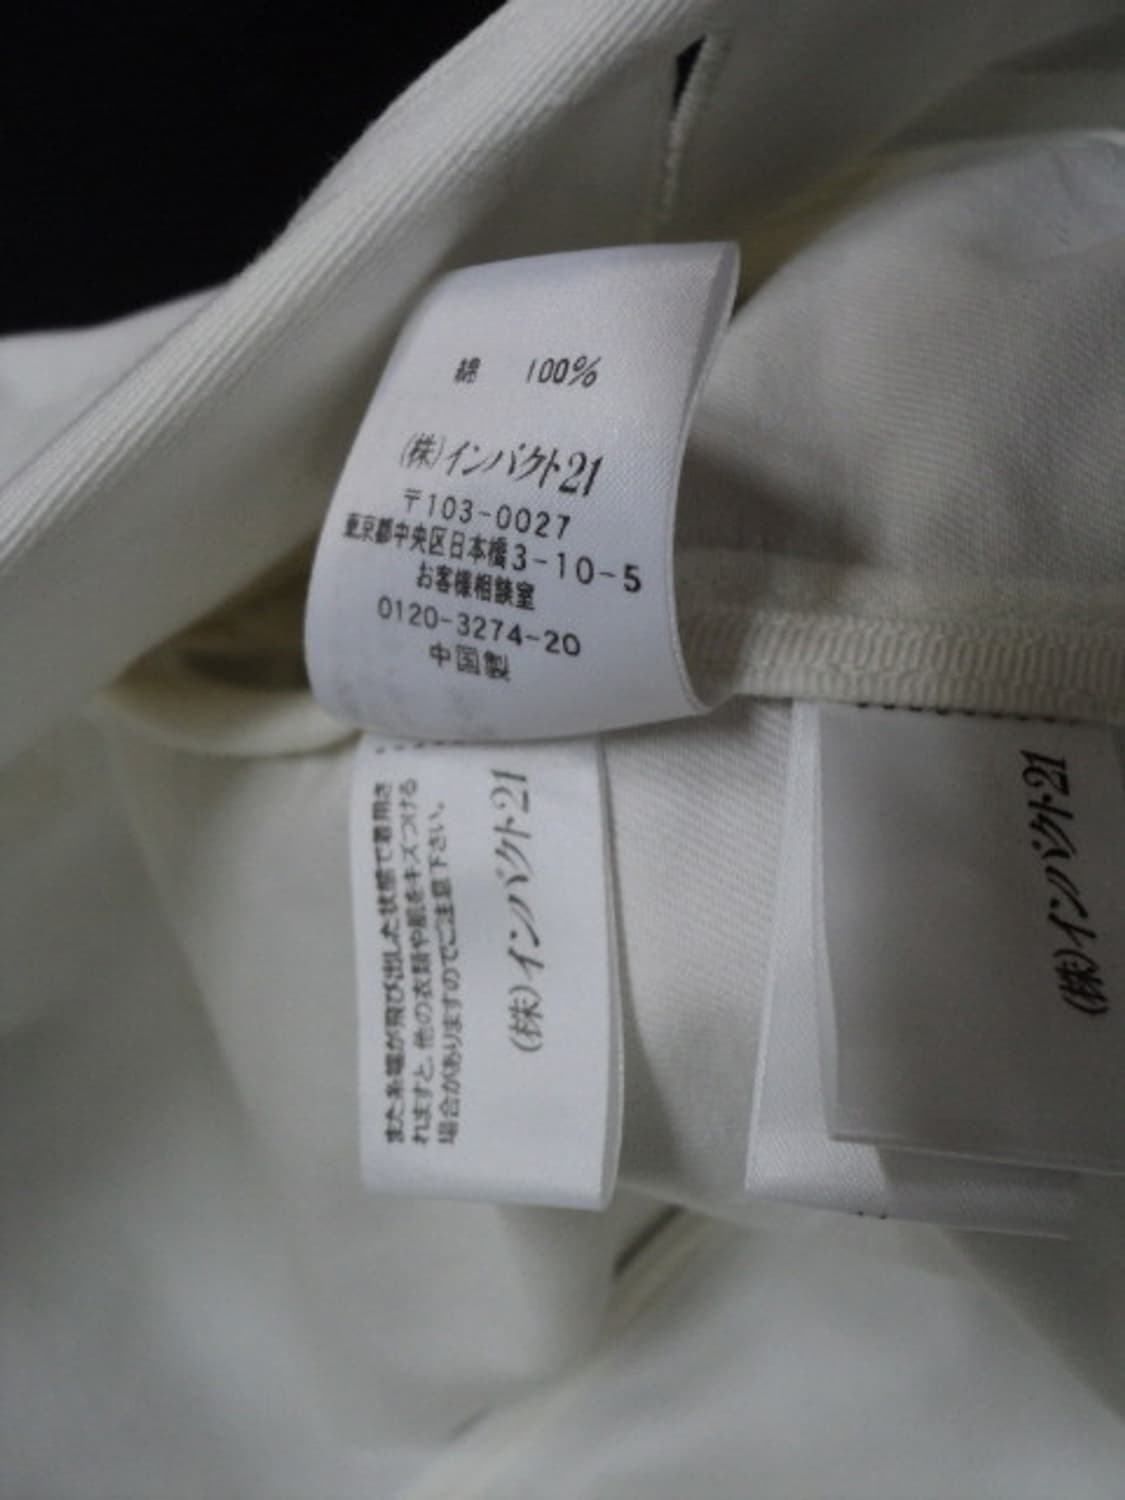 綿 100%
(株)インパクト21
〒103-0027
東京都中央区日本橋3-10-5
お客様相談室
0120-3274-20
中国製
また糸端が飛び出した状態で着用さ
れますと、他の衣類や肌をキズつける
場合がありますのでご注意下さい。
(株)インパクト21
(株)インパクト21